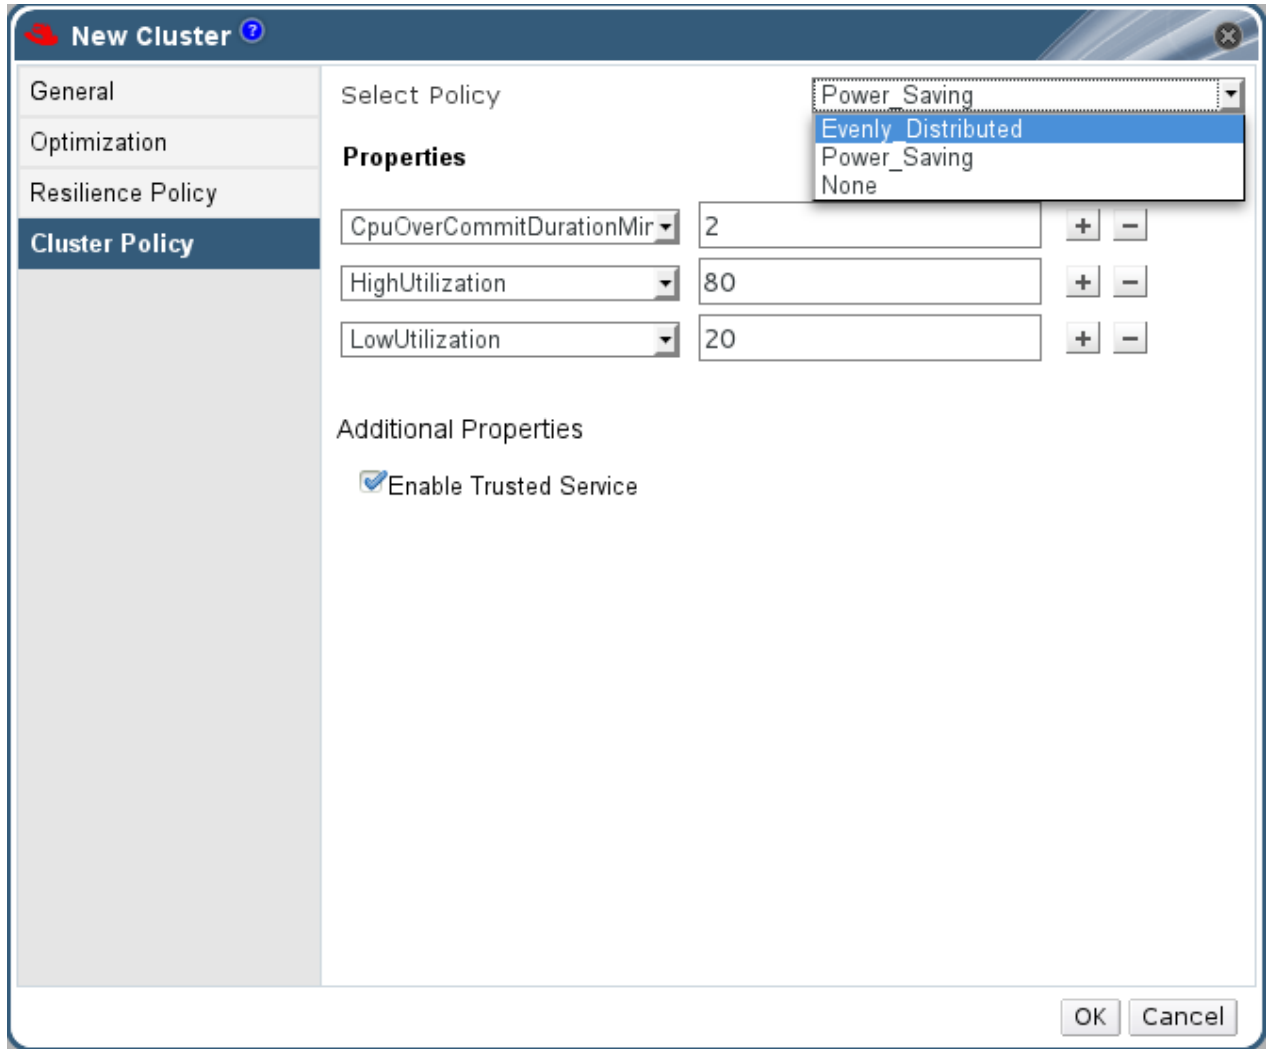 New Cluster ?
General
Optimization
Resilience Policy
Cluster Policy
Select Policy
Power_Saving
Evenly_Distributed
Power_Saving
None
Properties
CpuOverCommitDurationMin 2
HighUtilization 80
LowUtilization 20
Additional Properties
Enable Trusted Service
OK Cancel